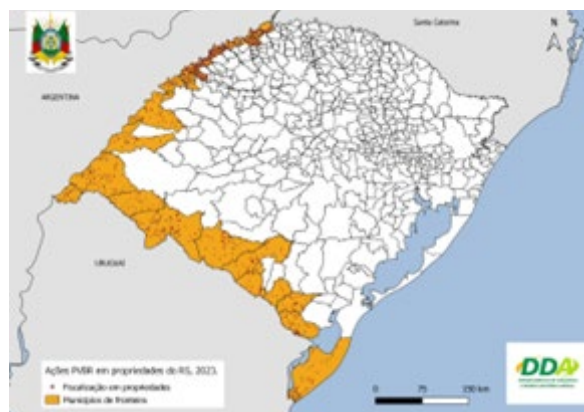 Santa Catarina
N
ARGENTINA
URUGUAI
Ações PVBR em propriedades do RS, 2023.
Fiscalização em propriedades
Municípios de fronteira
0 75 150 km
DDA